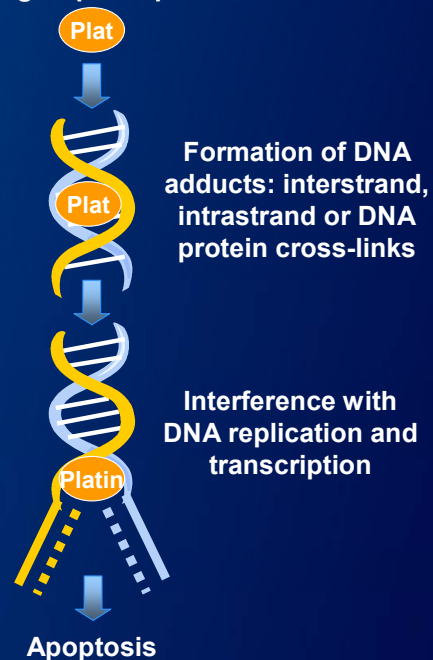 Plat
Formation of DNA
adducts: interstrand,
Plat
intrastrand or DNA
protein cross-links
Interference with
DNA replication and
transcription
Platin
Apoptosis